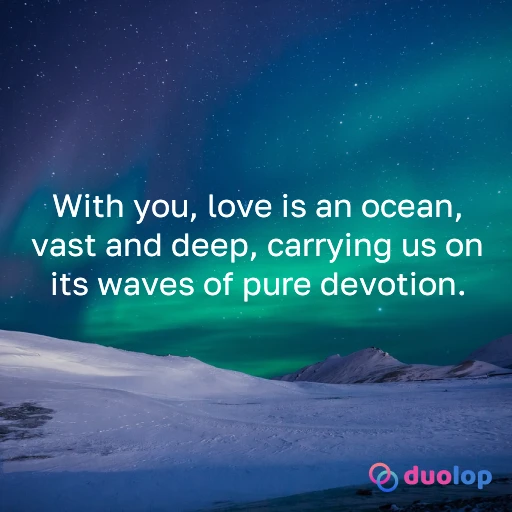 With you, love is an ocean,
vast and deep, carrying us on
its waves of pure devotion.
duolop